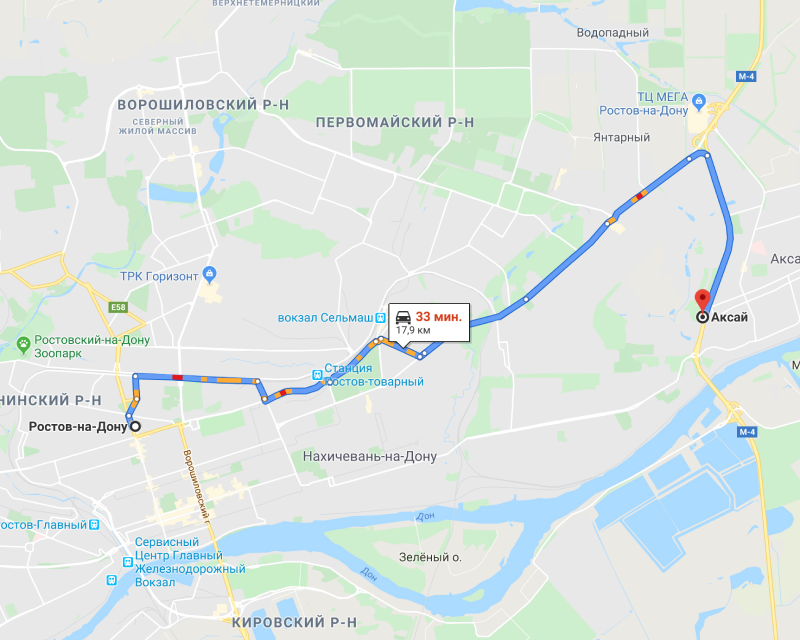 ВЕРХНЕТЕМЕРНИЦКИЙ
Водопадный
М-4
ТЦ МЕГА
Ростов-на-Дону
ВОРОШИЛОВСКИЙ Р-Н
СЕВЕРНЫЙ
ЖИЛОЙ МАССИВ
ПЕРВОМАЙСКИЙ Р-Н
Янтарный
Акса
ТРК Горизонт
E58
вокзал Сельмаш
33 мин.
17,9 км
Аксай
Ростовский-на-Дону
Зоопарк
Станция
Ростов-товарный
НИНСКИЙ Р-Н
Ростов-на-Дону
М-4
Ворошиловский г
Нахичевань-на-Дону
остов-Главный
Дон
Сервисный
Центр Главный
Железнодорожный
Вокзал
Зелёный о.
Дон
КИРОВСКИЙ Р-Н